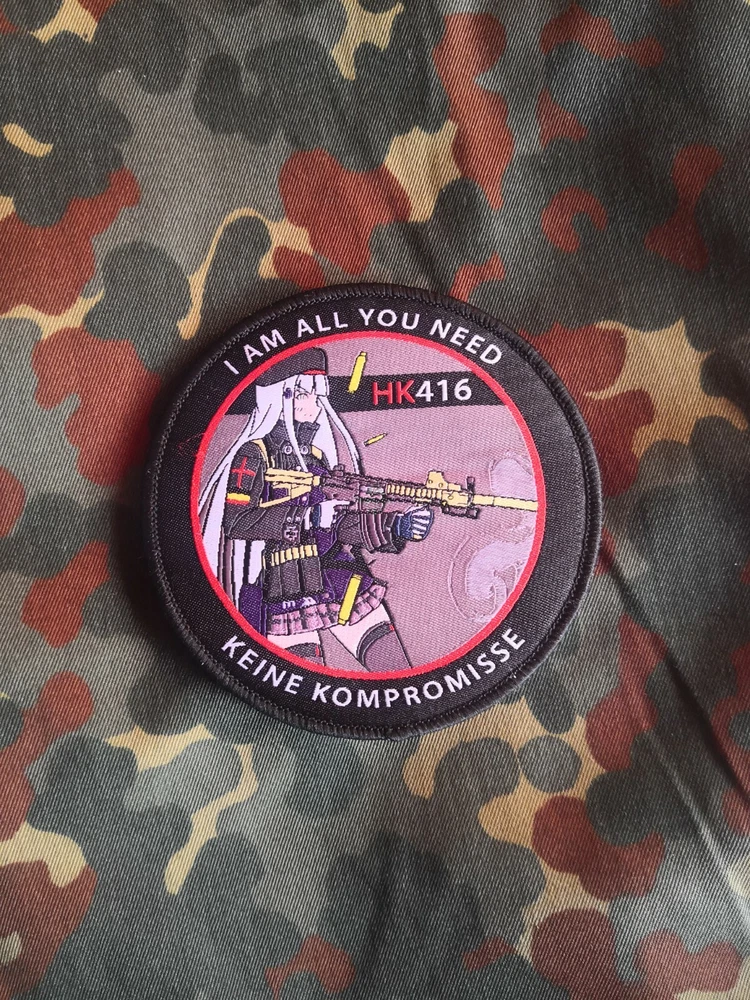 I AM ALL YOU NEED
HK416
KEINE KOMPROMISSE